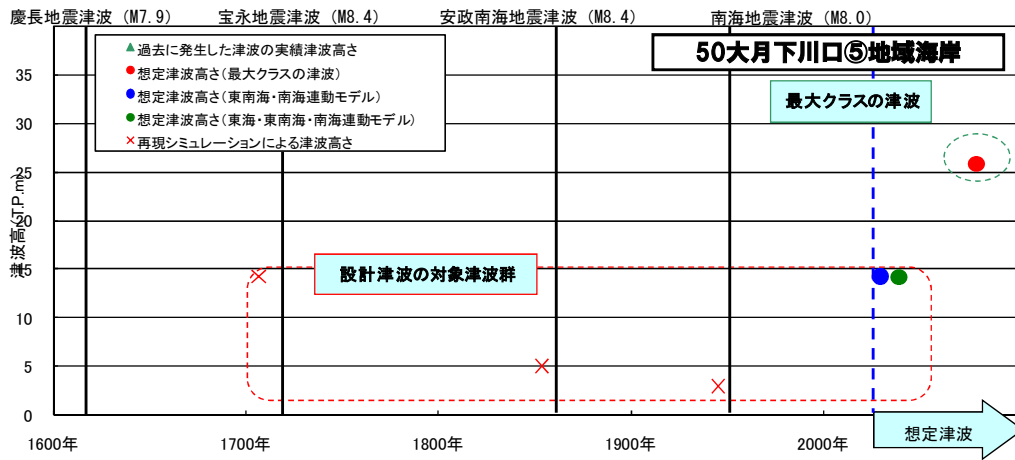 慶長地震津波（M7.9）
宝永地震津波（M8.4）
安政南海地震津波（M8.4）
南海地震津波（M8.0）
50大月下川口⑤地域海岸
過去に発生した津波の実績津波高さ
想定津波高さ（最大クラスの津波）
想定津波高さ（東南海・南海連動モデル）
想定津波高さ（東海・東南海・南海連動モデル）
再現シミュレーションによる津波高さ
最大クラスの津波
設計津波の対象津波群
津波高(T.P.m)
35
30
25
20
15
10
5
0
1600年
1700年
1800年
1900年
2000年
想定津波